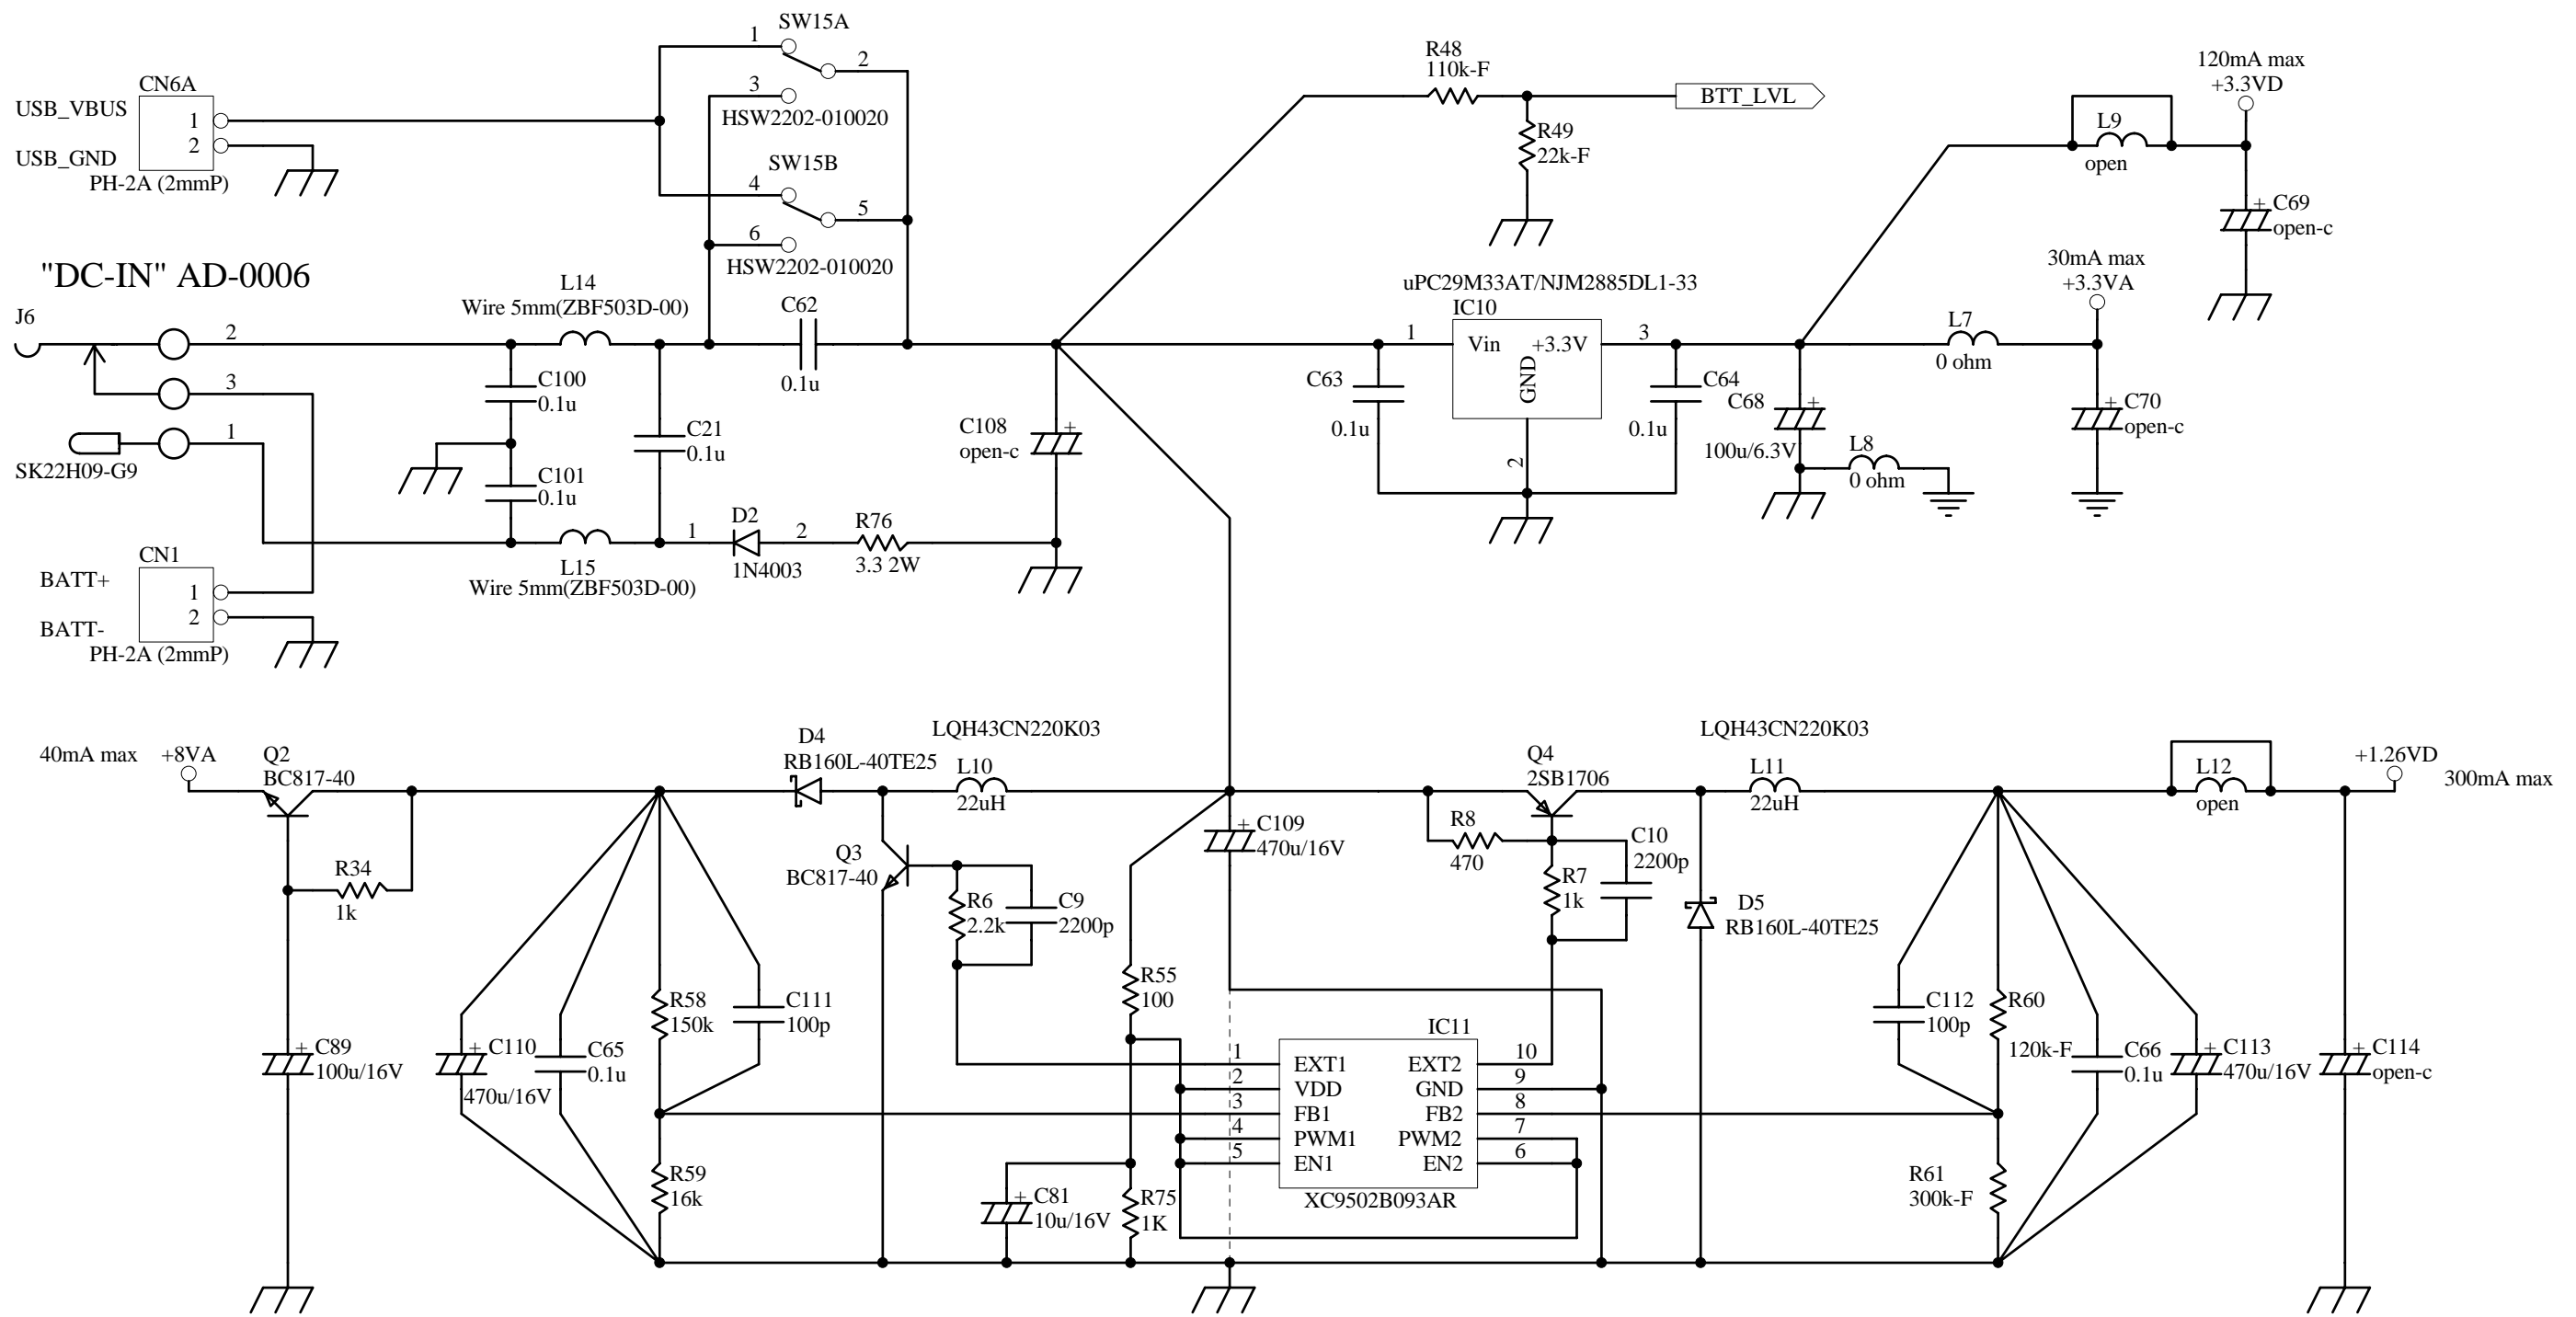 SW15A
1
2
3
HSW2202-010020
SW15B
4
5
6
HSW2202-010020
CN6A
USB_VBUS
1
USB_GND
2
PH-2A (2mmP)
"DC-IN" AD-0006
J6
2
3
1
SK22H09-G9
CN1
BATT+
1
2
BATT-
PH-2A (2mmP)
L14
Wire 5mm(ZBF503D-00)
C62
0.1u
C100
0.1u
C21
0.1u
C101
0.1u
L15
Wire 5mm(ZBF503D-00)
1
D2
2
1N4003
R76
3.3 2W
C108
open-c
+
R48
110k-F
BTT_LVL
R49
22k-F
uPC29M33AT/NJM2885DL1-33
IC10
1
Vin
+3.3V
3
GND
2
C63
0.1u
C64
0.1u
C68
+
100u/6.3V
L8
0 ohm
L7
0 ohm
30mA max
+3.3VA
+ C70
open-c
120mA max
+3.3VD
L9
open
+ C69
open-c
40mA max
+8VA
Q2
BC817-40
R34
1k
+ C89
100u/16V
+ C110
470u/16V
C65
0.1u
R58
150k
C111
100p
R59
16k
D4
RB160L-40TE25
LQH43CN220K03
L10
22uH
Q3
BC817-40
R6
2.2k
C9
2200p
R55
100
+ C109
470u/16V
+ C81
10u/16V
R75
1K
IC11
1 EXT1 EXT2 10
2 VDD GND 9
3 FB1 FB2 8
4 PWM1 PWM2 7
5 EN1 EN2 6
XC9502B093AR
Q4
2SB1706
R8
470
R7
1k
C10
2200p
LQH43CN220K03
L11
22uH
D5
RB160L-40TE25
C112
100p
R60
120k-F
C66
0.1u
+ C113
470u/16V
R61
300k-F
L12
open
+1.26VD
300mA max
+ C114
open-c